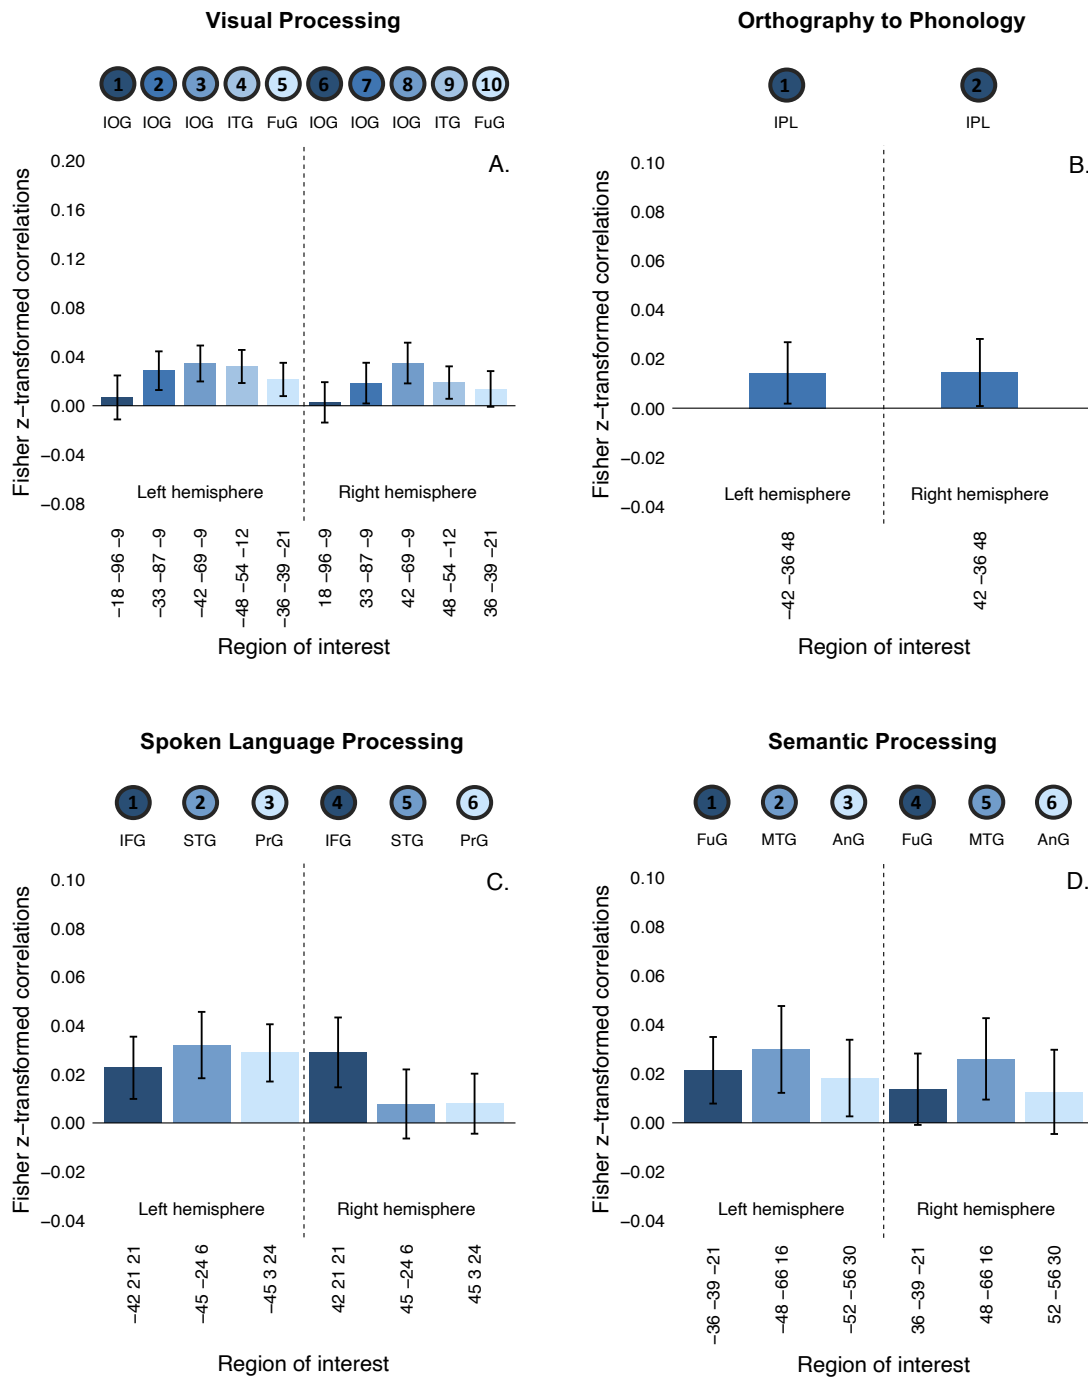 Visual Processing
1 2 3 4 5 6 7 8 9 10
IOG IOG IOG ITG FuG IOG IOG IOG ITG FuG
A.
Fisher z−transformed correlations
0.20
0.16
0.12
0.08
0.04
0.00
−0.04
−0.08
Left hemisphere
Right hemisphere
−18 −96 −9
−33 −87 −9
−42 −69 −9
−48 −54 −12
−36 −39 −21
18 −96 −9
33 −87 −9
42 −69 −9
48 −54 −12
36 −39 −21
Region of interest
Orthography to Phonology
1 2
IPL IPL
B.
Fisher z−transformed correlations
0.10
0.08
0.06
0.04
0.02
0.00
−0.02
−0.04
Left hemisphere
Right hemisphere
−42 −36 48
42 −36 48
Region of interest
Spoken Language Processing
1 2 3 4 5 6
IFG STG PrG IFG STG PrG
C.
Fisher z−transformed correlations
0.10
0.08
0.06
0.04
0.02
0.00
−0.02
−0.04
Left hemisphere
Right hemisphere
−42 21 21
−45 −24 6
−45 3 24
42 21 21
45 −24 6
45 3 24
Region of interest
Semantic Processing
1 2 3 4 5 6
FuG MTG AnG FuG MTG AnG
D.
Fisher z−transformed correlations
0.10
0.08
0.06
0.04
0.02
0.00
−0.02
−0.04
Left hemisphere
Right hemisphere
−36 −39 −21
−48 −66 16
−52 −56 30
36 −39 −21
48 −66 16
52 −56 30
Region of interest